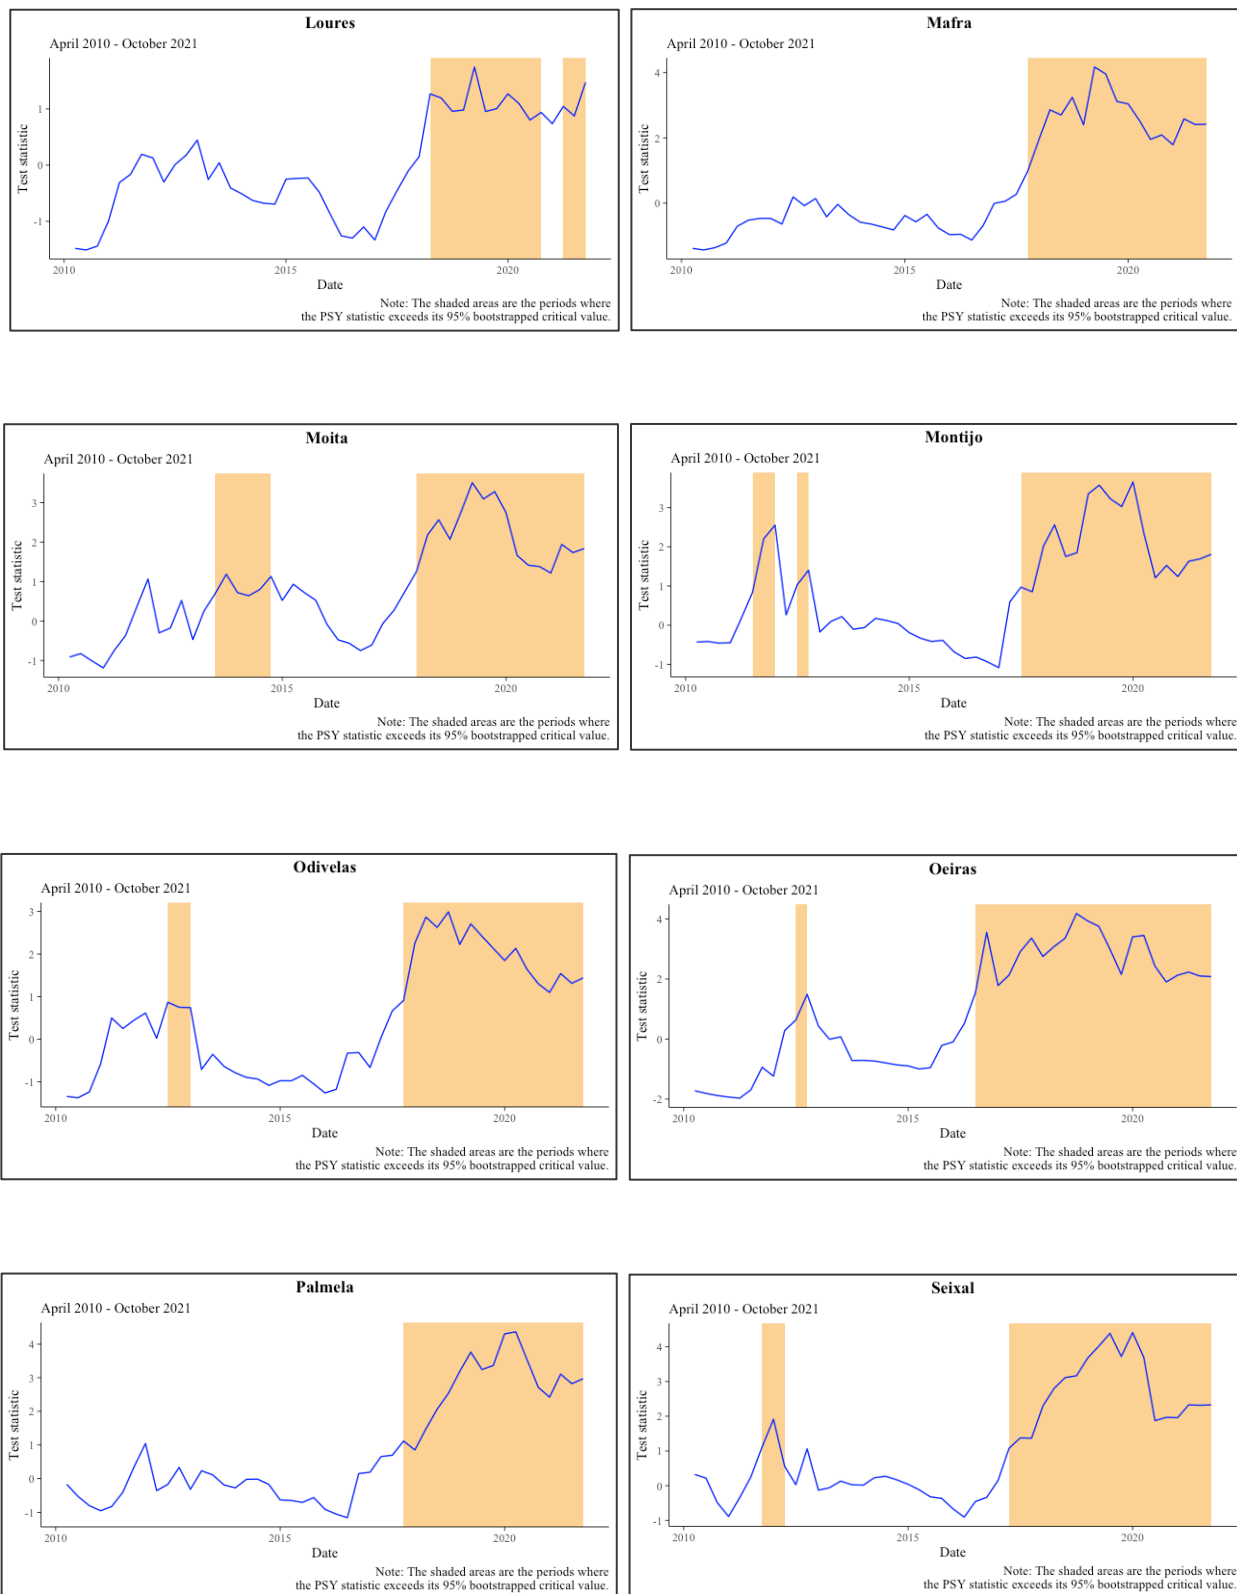 Loures
April 2010 - October 2021
Test statistic
1
0
-1
2010
2015
2020
Date
Note: The shaded areas are the periods where
the PSY statistic exceeds its 95% bootstrapped critical value.
Mafra
April 2010 - October 2021
Test statistic
4
2
0
2010
2015
2020
Date
Note: The shaded areas are the periods where
the PSY statistic exceeds its 95% bootstrapped critical value.
Moita
April 2010 - October 2021
Test statistic
3
2
1
0
-1
2010
2015
2020
Date
Note: The shaded areas are the periods where
the PSY statistic exceeds its 95% bootstrapped critical value.
Montijo
April 2010 - October 2021
Test statistic
3
2
1
0
-1
2010
2015
2020
Date
Note: The shaded areas are the periods where
the PSY statistic exceeds its 95% bootstrapped critical value.
Odivelas
April 2010 - October 2021
Test statistic
3
2
1
0
-1
2010
2015
2020
Date
Note: The shaded areas are the periods where
the PSY statistic exceeds its 95% bootstrapped critical value.
Oeiras
April 2010 - October 2021
Test statistic
4
2
0
-2
2010
2015
2020
Date
Note: The shaded areas are the periods where
the PSY statistic exceeds its 95% bootstrapped critical value.
Palmela
April 2010 - October 2021
Test statistic
4
3
2
1
0
-1
2010
2015
2020
Date
Note: The shaded areas are the periods where
the PSY statistic exceeds its 95% bootstrapped critical value.
Seixal
April 2010 - October 2021
Test statistic
4
3
2
1
0
-1
2010
2015
2020
Date
Note: The shaded areas are the periods where
the PSY statistic exceeds its 95% bootstrapped critical value.